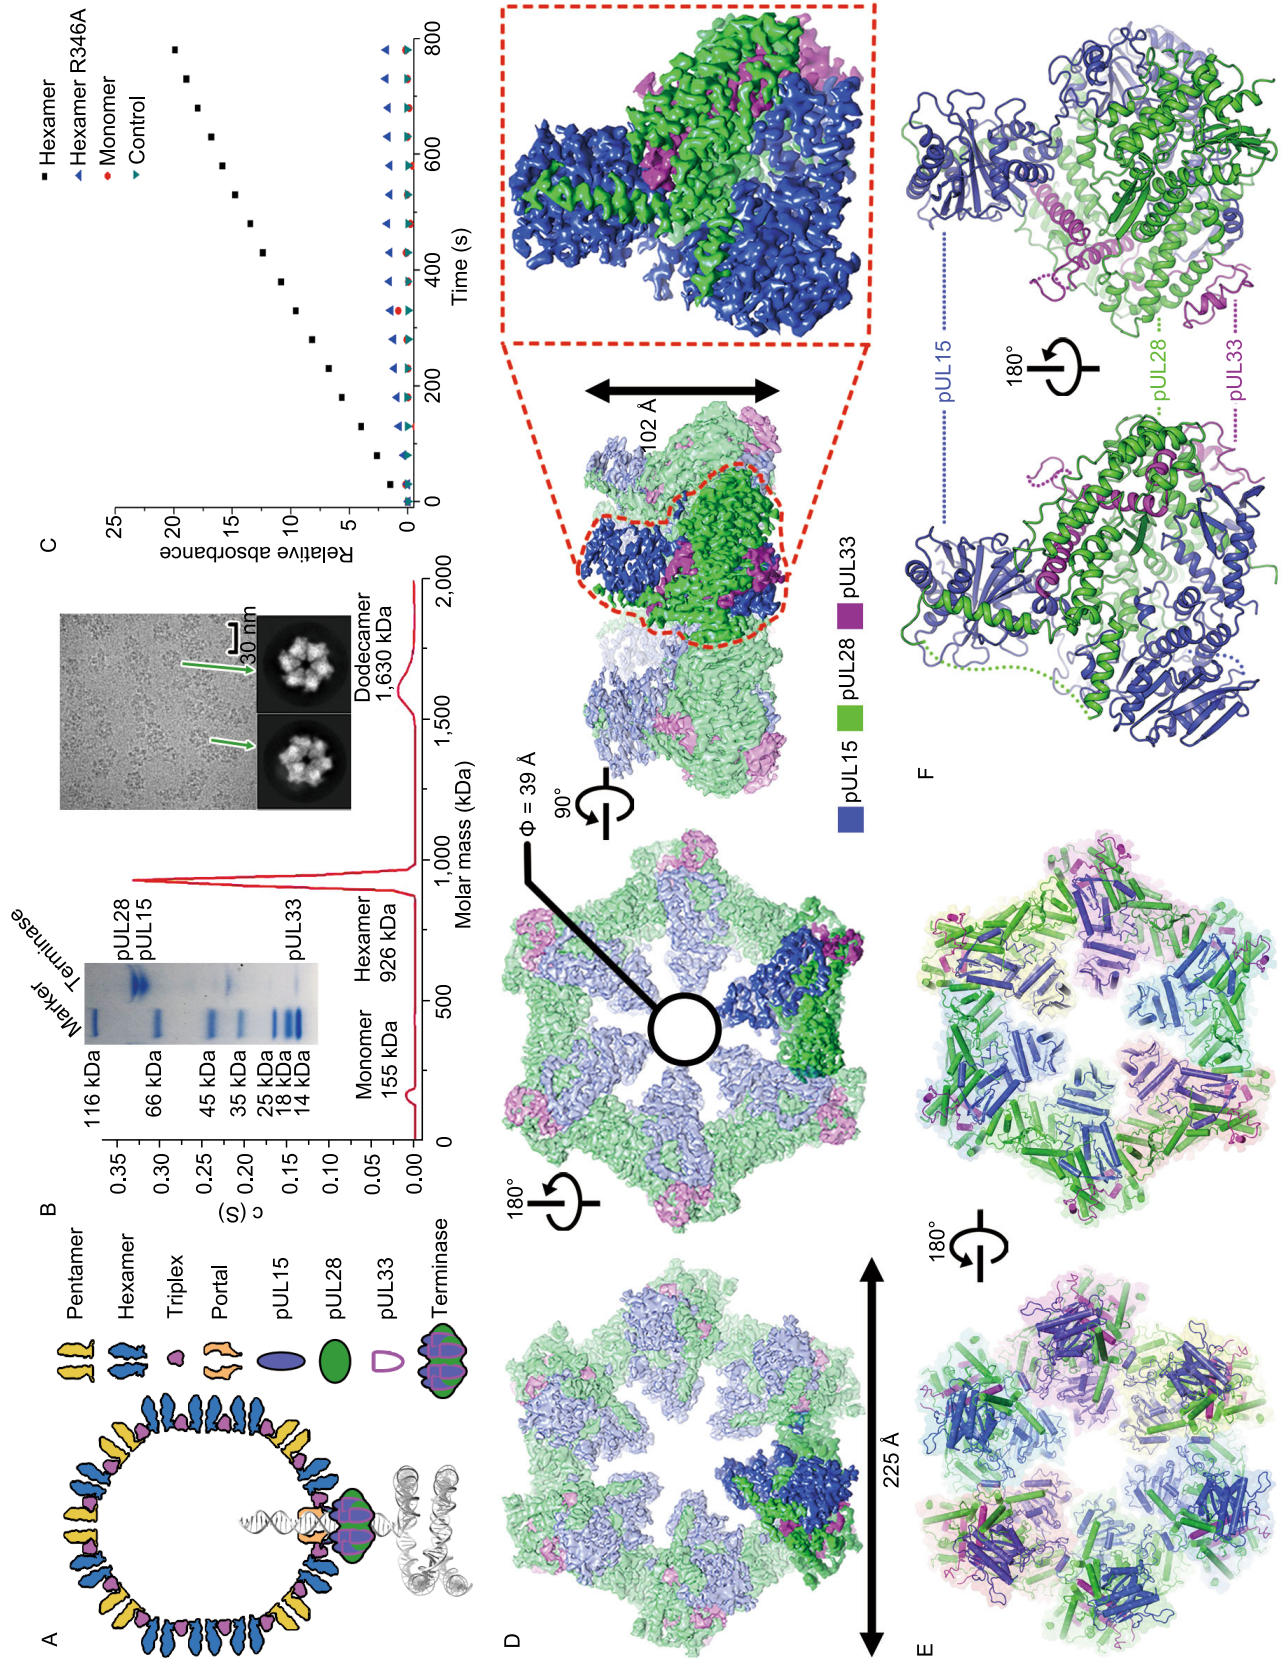 A
Pentamer
Hexamer
Triplex
Portal
pUL15
pUL28
pUL33
Terminase
B
Marker
Terminase
116 kDa
66 kDa
45 kDa
35 kDa
25 kDa
18 kDa
14 kDa
pUL28
pUL15
pUL33
30 nm
c (S)
0.35
0.30
0.25
0.20
0.15
0.10
0.05
0.00
Monomer
155 kDa
Hexamer
926 kDa
Dodecamer
1,630 kDa
0
500
1,000
1,500
2,000
Molar mass (kDa)
C
Relative absorbance
25
20
15
10
5
0
0
200
400
600
800
Time (s)
Hexamer
Hexamer R346A
Monomer
Control
D
180°
Φ = 39 Å
90°
102 Å
225 Å
pUL15
pUL28
pUL33
E
180°
F
pUL15
180°
pUL28
pUL33